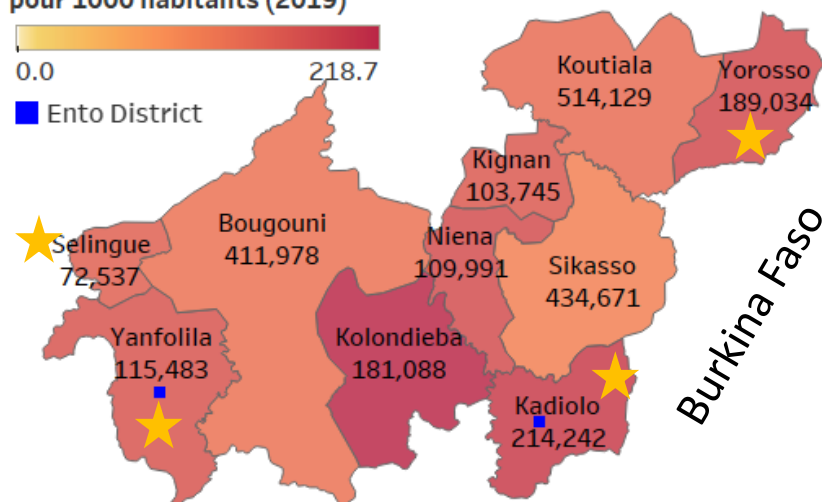 pour 1000 habitants (2019)
0.0
218.7
Ento District
Koutiala
514,129
Yorosso
189,034
Kignan
103,745
Bougouni
411,978
Selingue
72,537
Niena
109,991
Sikasso
434,671
Yanfolila
115,483
Kolondieba
181,088
Kadiolo
214,242
Burkina Faso